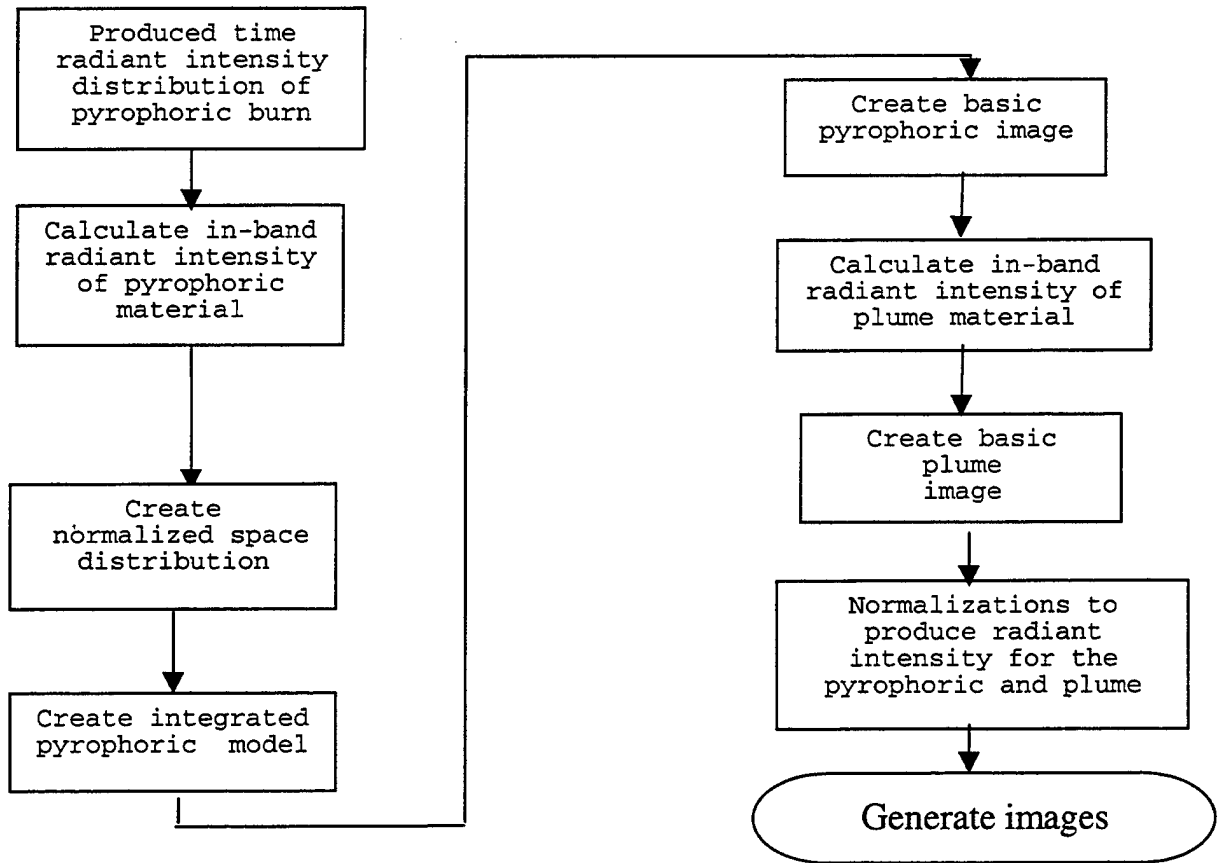 Produced time
radiant intensity
distribution of
pyrophoric burn
Calculate in-band
radiant intensity
of pyrophoric
material
Create
normalized space
distribution
Create integrated
pyrophoric model
Create basic
pyrophoric image
Calculate in-band
radiant intensity of
plume material
Create basic
plume
image
Normalizations to
produce radiant
intensity for the
pyrophoric and plume
Generate images